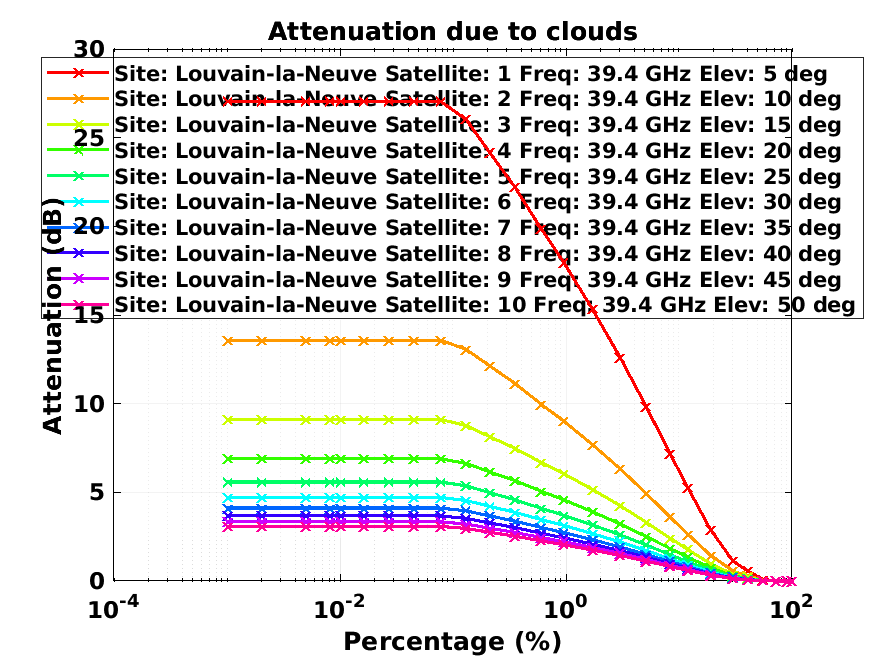 Attenuation due to clouds
30
Site: Louvain-la-Neuve Satellite: 1 Freq: 39.4 GHz Elev: 5 deg
Site: Louvain-la-Neuve Satellite: 2 Freq: 39.4 GHz Elev: 10 deg
Site: Louvain-la-Neuve Satellite: 3 Freq: 39.4 GHz Elev: 15 deg
25
Site: Louvain-la-Neuve Satellite: 4 Freq: 39.4 GHz Elev: 20 deg
Site: Louvain-la-Neuve Satellite: 5 Freq: 39.4 GHz Elev: 25 deg
Site: Louvain-la-Neuve Satellite: 6 Freq: 39.4 GHz Elev: 30 deg
20
Site: Louvain-la-Neuve Satellite: 7 Freq: 39.4 GHz Elev: 35 deg
Site: Louvain-la-Neuve Satellite: 8 Freq: 39.4 GHz Elev: 40 deg
Site: Louvain-la-Neuve Satellite: 9 Freq: 39.4 GHz Elev: 45 deg
Site: Louvain-la-Neuve Satellite: 10 Freq: 39.4 GHz Elev: 50 deg
15
10
5
0
Attenuation (dB)
10^-4 10^-2 10^0 10^2
Percentage (%)